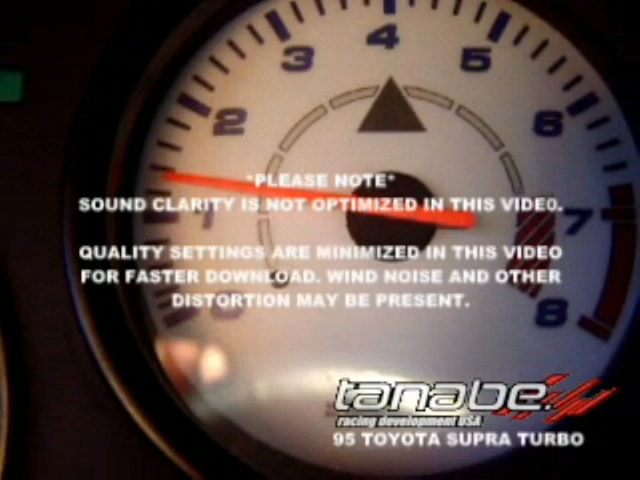 4
3 5
2 6
*PLEASE NOTE*
SOUND CLARITY IS NOT OPTIMIZED IN THIS VIDEO.
1 7
QUALITY SETTINGS ARE MINIMIZED IN THIS VIDEO
FOR FASTER DOWNLOAD. WIND NOISE AND OTHER
DISTORTION MAY BE PRESENT.
0 8
tanabe
racing development USA
95 TOYOTA SUPRA TURBO